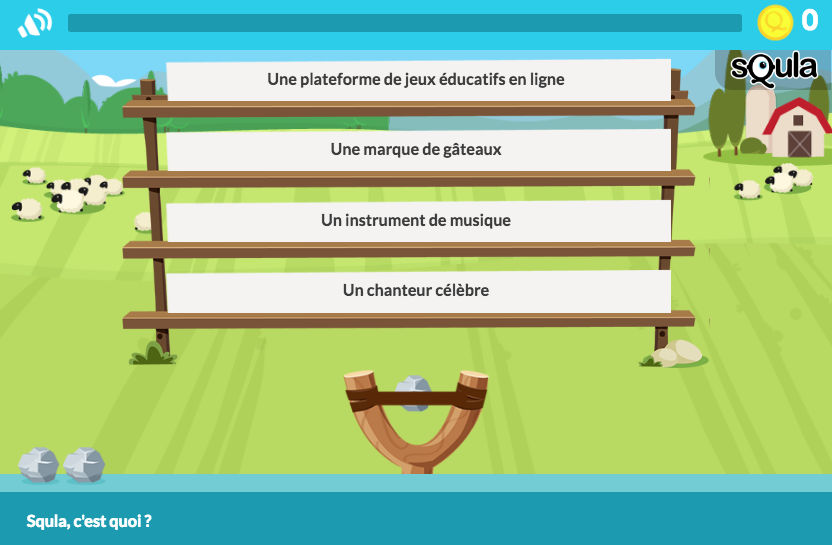 0
sQula
Une plateforme de jeux éducatifs en ligne
Une marque de gâteaux
Un instrument de musique
Un chanteur célèbre
Squla, c'est quoi ?